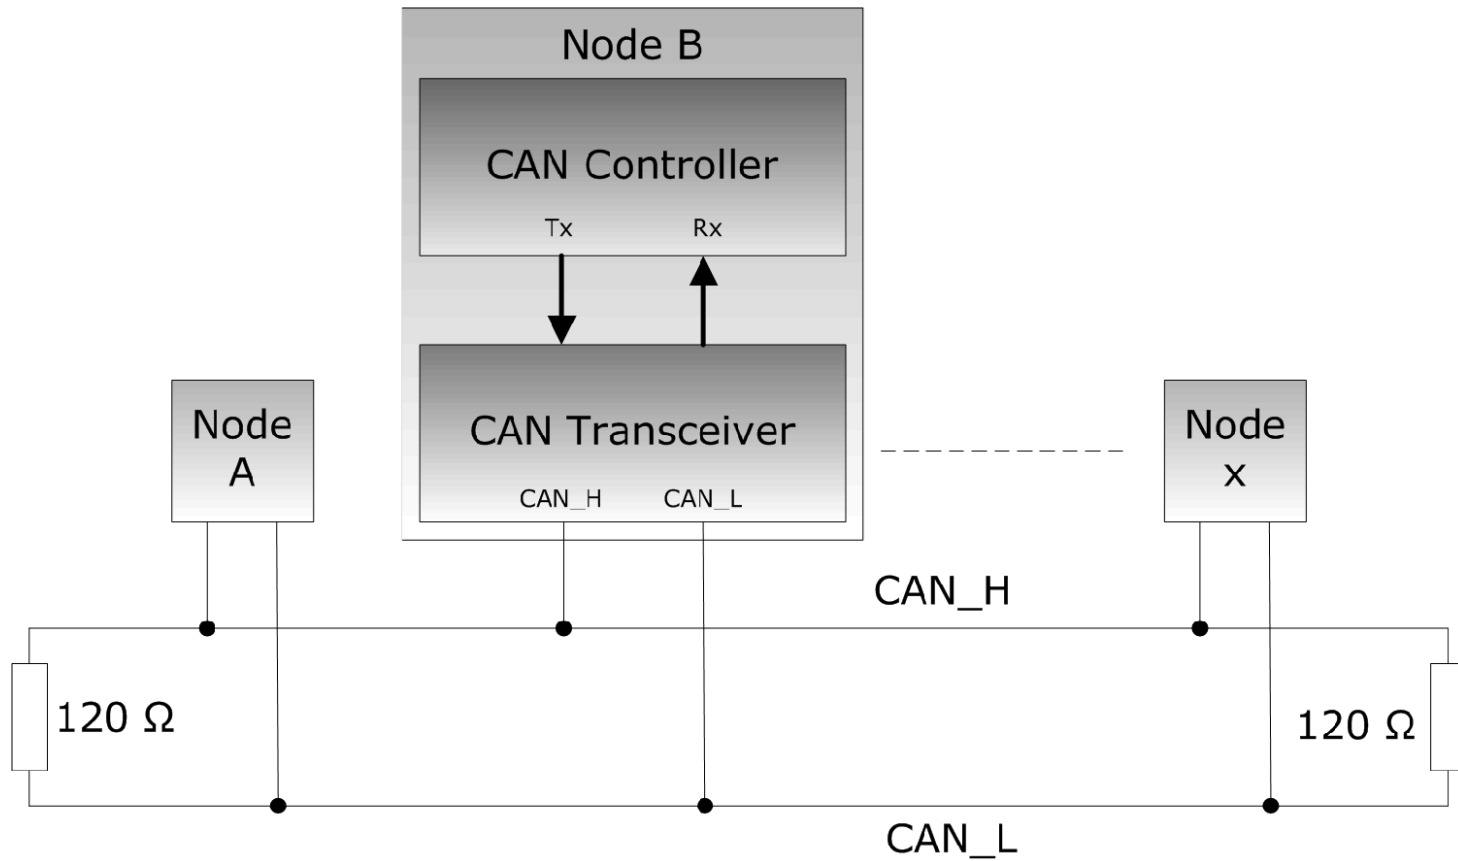 Node B
CAN Controller
Tx Rx
Node
A
CAN Transceiver
CAN_H CAN_L
Node
x
CAN_H
120 Ω
120 Ω
CAN_L